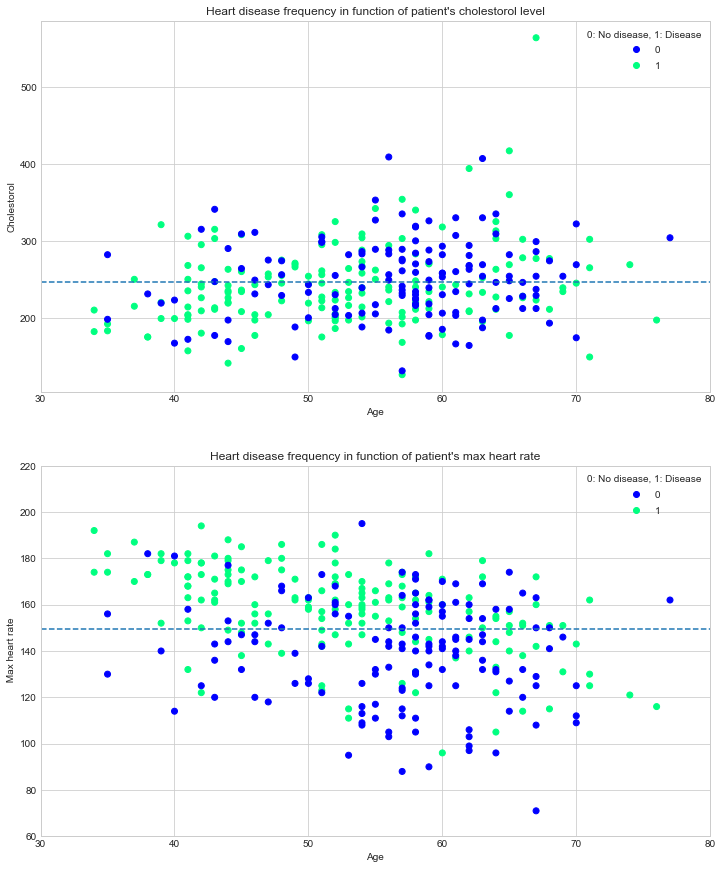 Heart disease frequency in function of patient's cholestorol level
0: No disease, 1: Disease
0
1
500
400
300
200
Cholestorol
30 40 50 60 70 80
Age
Heart disease frequency in function of patient's max heart rate
0: No disease, 1: Disease
0
1
220
200
180
160
140
120
100
80
60
Max heart rate
30 40 50 60 70 80
Age